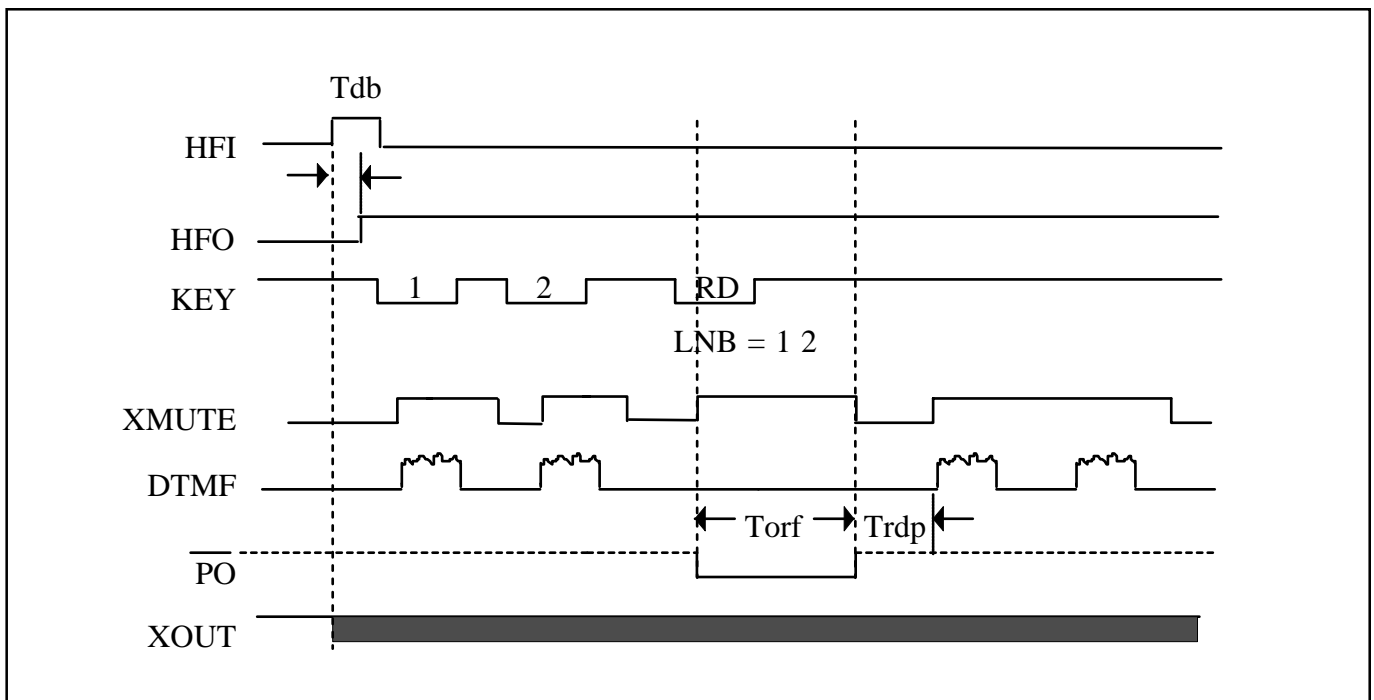 Tdb
HFI
HFO
KEY 1 2 RD
LNB = 1 2
XMUTE
DTMF
Torf Trdp
PO
XOUT